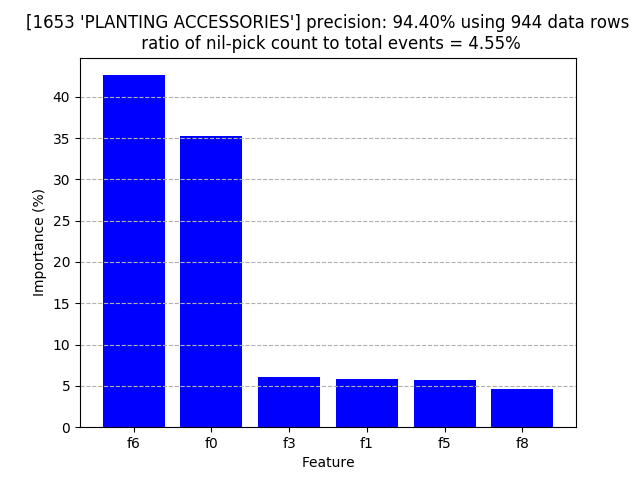 [1653 'PLANTING ACCESSORIES'] precision: 94.40% using 944 data rows
ratio of nil-pick count to total events = 4.55%
40
35
30
25
20
15
10
5
0
Importance (%)
f6 f0 f3 f1 f5 f8
Feature